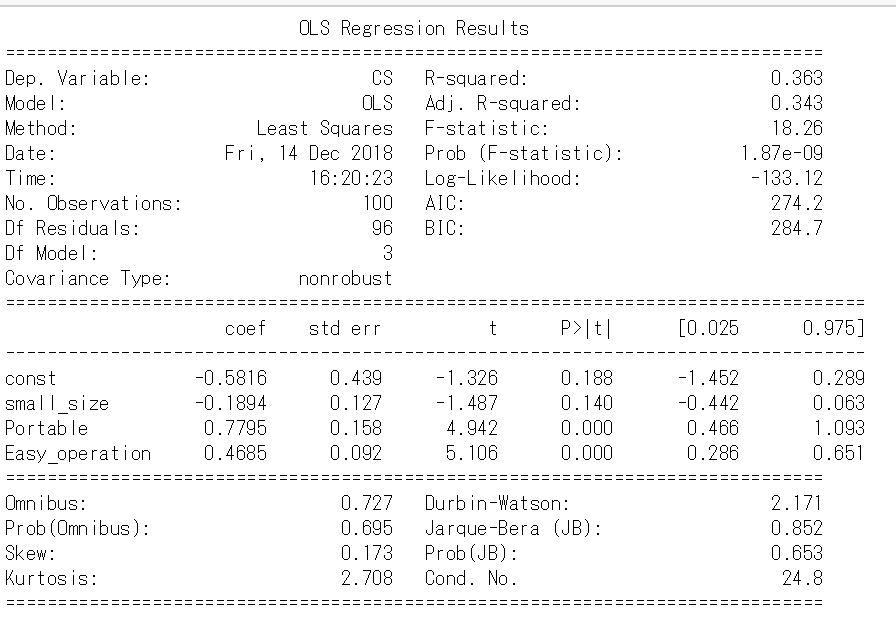 OLS Regression Results
==============================================================================
Dep. Variable: CS R-squared: 0.363
Model: OLS Adj. R-squared: 0.343
Method: Least Squares F-statistic: 18.26
Date: Fri, 14 Dec 2018 Prob (F-statistic): 1.87e-09
Time: 16:20:23 Log-Likelihood: -133.12
No. Observations: 100 AIC: 274.2
Df Residuals: 96 BIC: 284.7
Df Model: 3
Covariance Type: nonrobust
==================================================================================
coef std err t P>|t| [0.025 0.975]
----------------------------------------------------------------------------------
const -0.5816 0.439 -1.326 0.188 -1.452 0.289
small_size -0.1894 0.127 -1.487 0.140 -0.442 0.063
Portable 0.7795 0.158 4.942 0.000 0.466 1.093
Easy_operation 0.4685 0.092 5.106 0.000 0.286 0.651
==============================================================================
Omnibus: 0.727 Durbin-Watson: 2.171
Prob(Omnibus): 0.695 Jarque-Bera (JB): 0.852
Skew: 0.173 Prob(JB): 0.653
Kurtosis: 2.708 Cond. No. 24.8
==============================================================================